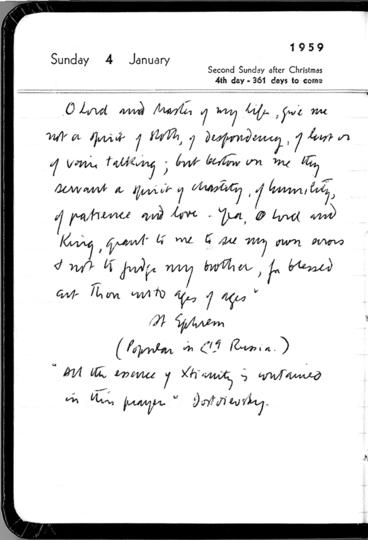 1959
Sunday 4 January
Second Sunday after Christmas
4th day - 361 days to come
O Lord and Master of my life, give me
not a spirit of sloth, of despondency, of lust or
of vain talking; but bestow on me thy
servant a spirit of chastity, of humility,
of patience and love. Yea, O Lord and
King, grant to me to see my own errors
& not to judge my brother, for blessed
art Thou unto ages of ages"
St Ephrem
(Popular in Russia.)
"All the essence of Xtianity is contained
in this prayer" Dostoievsky.